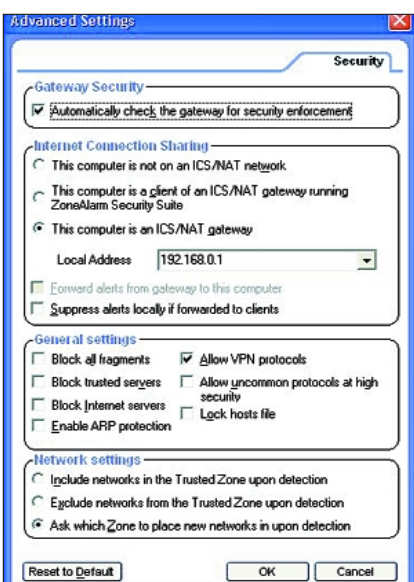 Advanced Settings
Security
Gateway Security
Automatically check the gateway for security enforcement
Internet Connection Sharing
This computer is not on an ICS/NAT network
This computer is a client of an ICS/NAT gateway running
ZoneAlarm Security Suite
This computer is an ICS/NAT gateway
Local Address
192.168.0.1
Forward alerts from gateway to this computer
Suppress alerts locally if forwarded to clients
General settings
Block all fragments
Allow VPN protocols
Block trusted servers
Allow uncommon protocols at high
security
Block Internet servers
Lock hosts file
Enable ARP protection
Network settings
Include networks in the Trusted Zone upon detection
Exclude networks from the Trusted Zone upon detection
Ask which Zone to place new networks in upon detection
Reset to Default
OK
Cancel